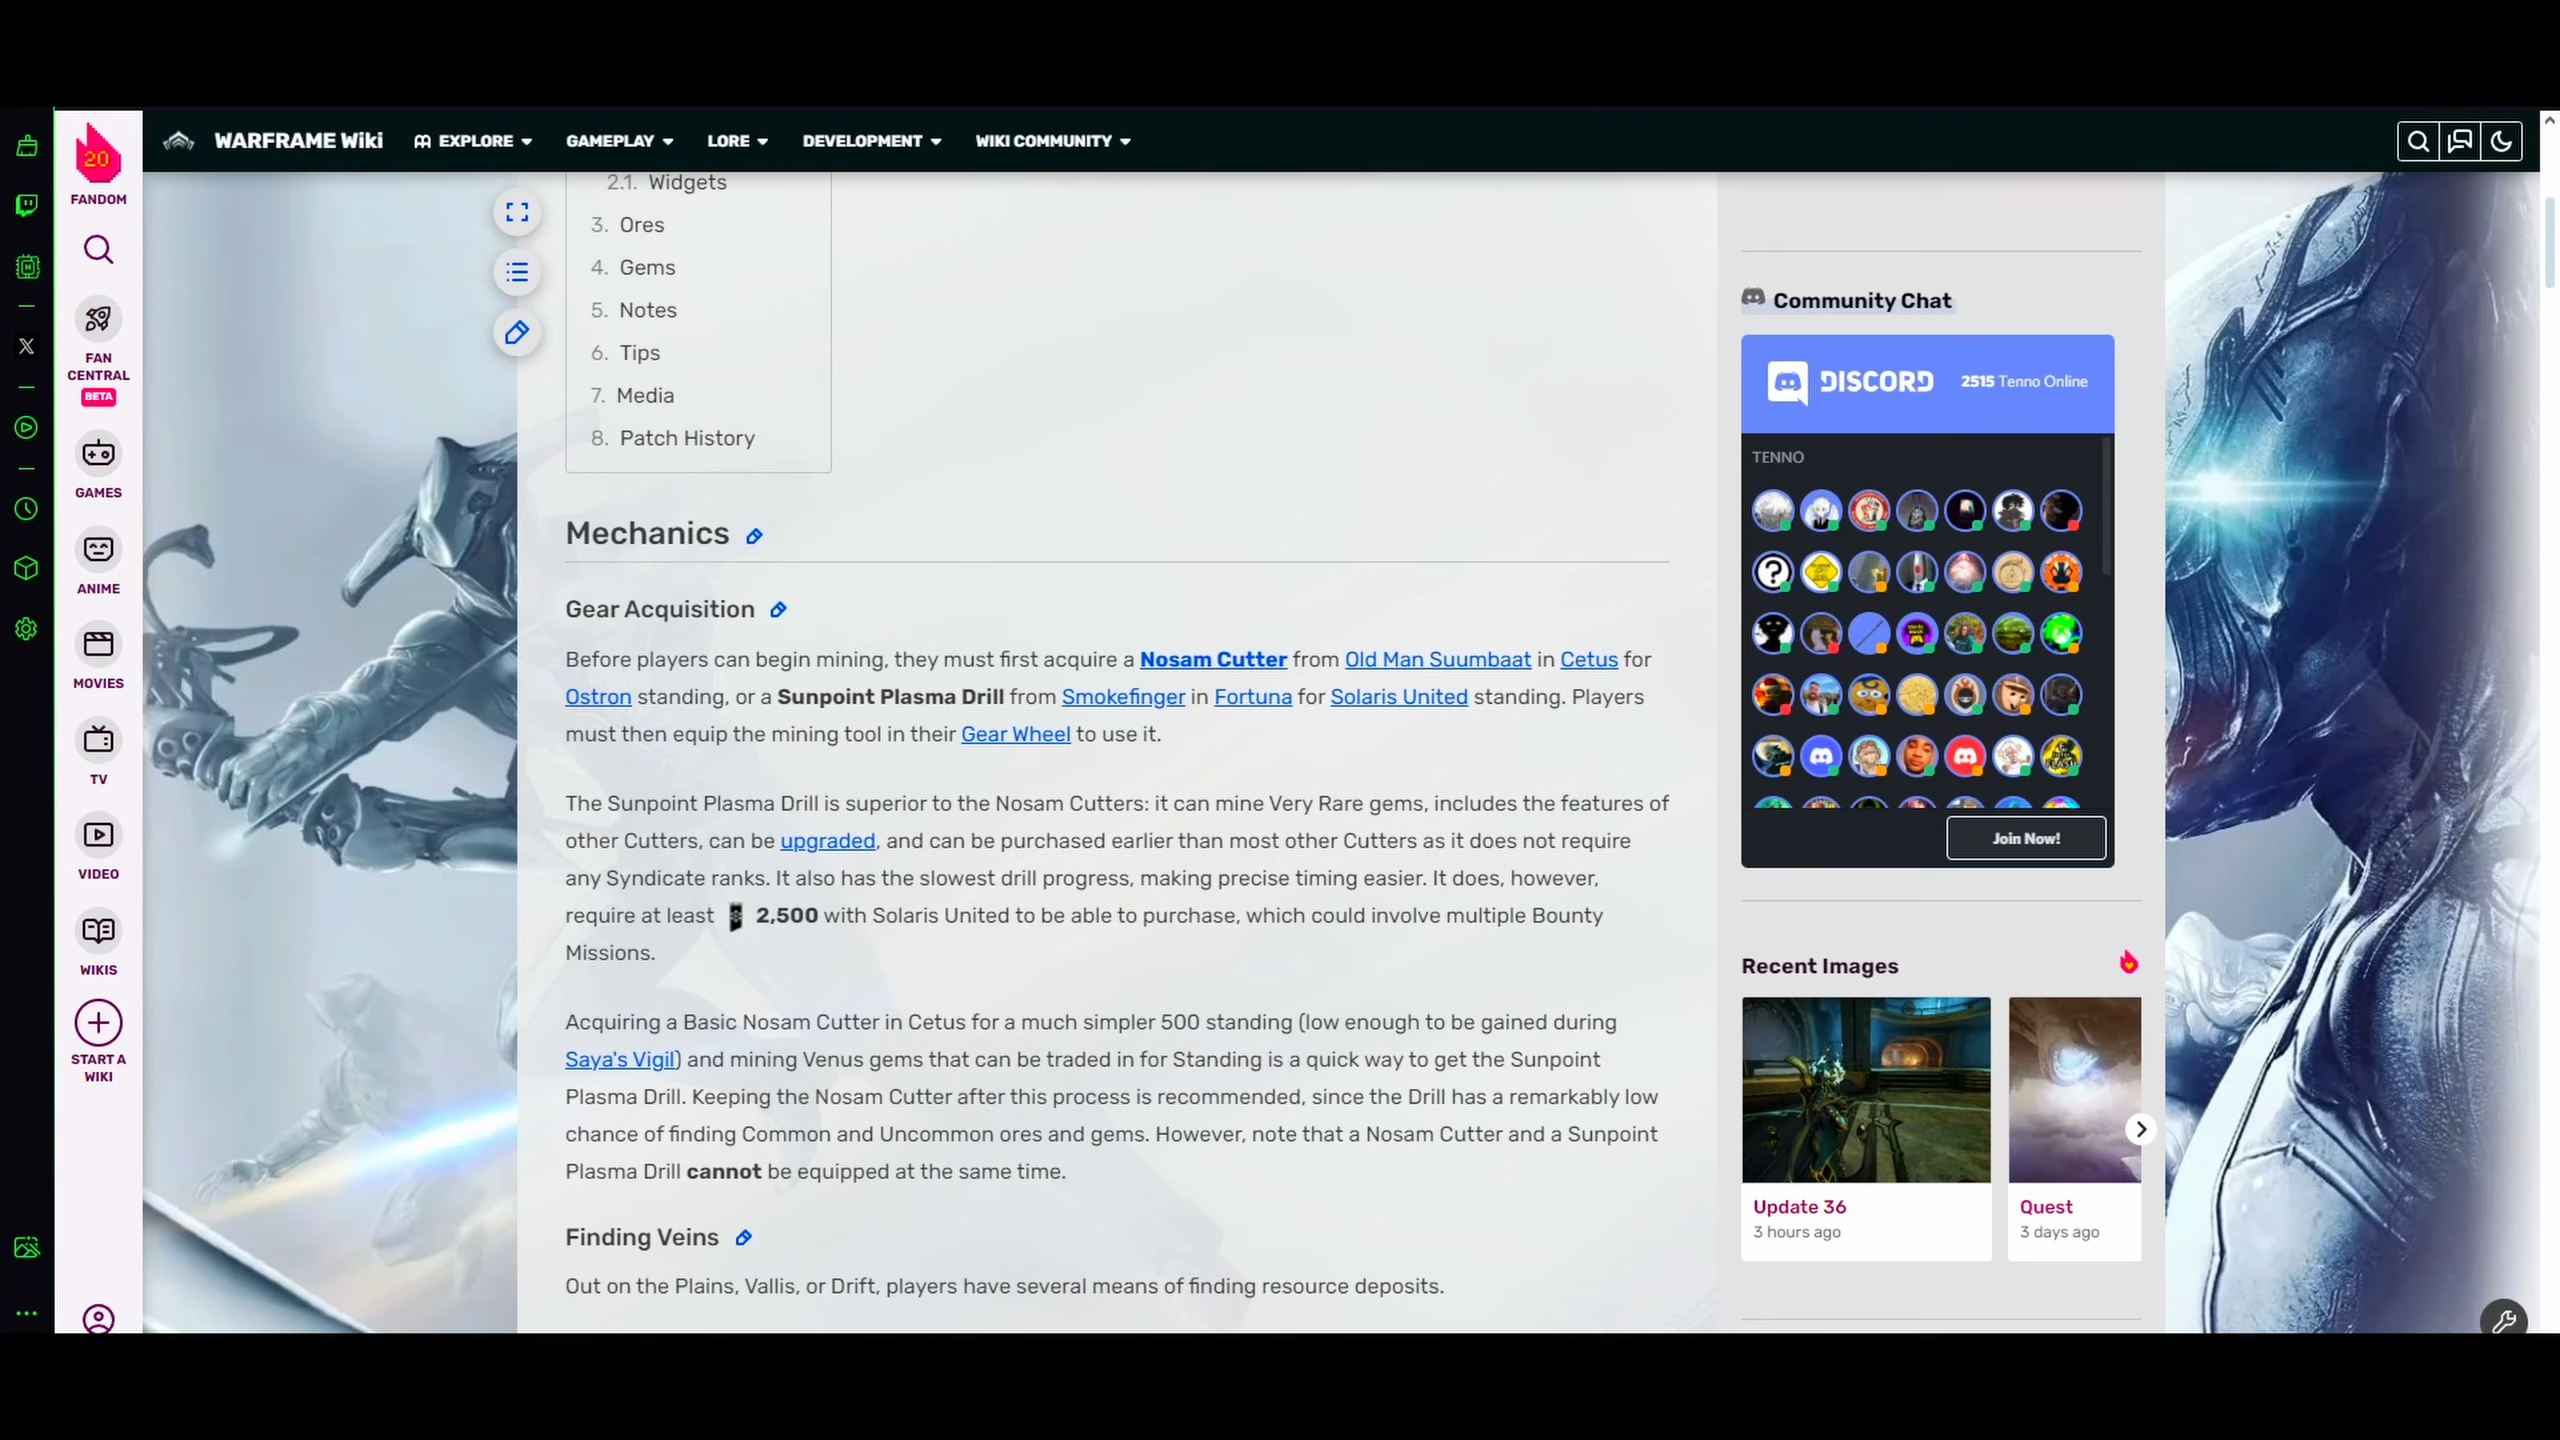 WARFRAME Wiki
EXPLORE
GAMEPLAY
LORE
DEVELOPMENT
WIKI COMMUNITY
20
FANDOM
FAN
CENTRAL
BETA
GAMES
ANIME
MOVIES
TV
VIDEO
WIKIS
START A
WIKI
2.1. Widgets
3. Ores
4. Gems
5. Notes
6. Tips
7. Media
8. Patch History
Mechanics
Gear Acquisition
Before players can begin mining, they must first acquire a Nosam Cutter from Old Man Suumbaat in Cetus for
Ostron standing, or a Sunpoint Plasma Drill from Smokefinger in Fortuna for Solaris United standing. Players
must then equip the mining tool in their Gear Wheel to use it.
The Sunpoint Plasma Drill is superior to the Nosam Cutters: it can mine Very Rare gems, includes the features of
other Cutters, can be upgraded, and can be purchased earlier than most other Cutters as it does not require
any Syndicate ranks. It also has the slowest drill progress, making precise timing easier. It does, however,
require at least 2,500 with Solaris United to be able to purchase, which could involve multiple Bounty
Missions.
Acquiring a Basic Nosam Cutter in Cetus for a much simpler 500 standing (low enough to be gained during
Saya's Vigil) and mining Venus gems that can be traded in for Standing is a quick way to get the Sunpoint
Plasma Drill. Keeping the Nosam Cutter after this process is recommended, since the Drill has a remarkably low
chance of finding Common and Uncommon ores and gems. However, note that a Nosam Cutter and a Sunpoint
Plasma Drill cannot be equipped at the same time.
Finding Veins
Out on the Plains, Vallis, or Drift, players have several means of finding resource deposits.
Community Chat
DISCORD
2515 Tenno Online
TENNO
Join Now!
Recent Images
Update 36
3 hours ago
Quest
3 days ago